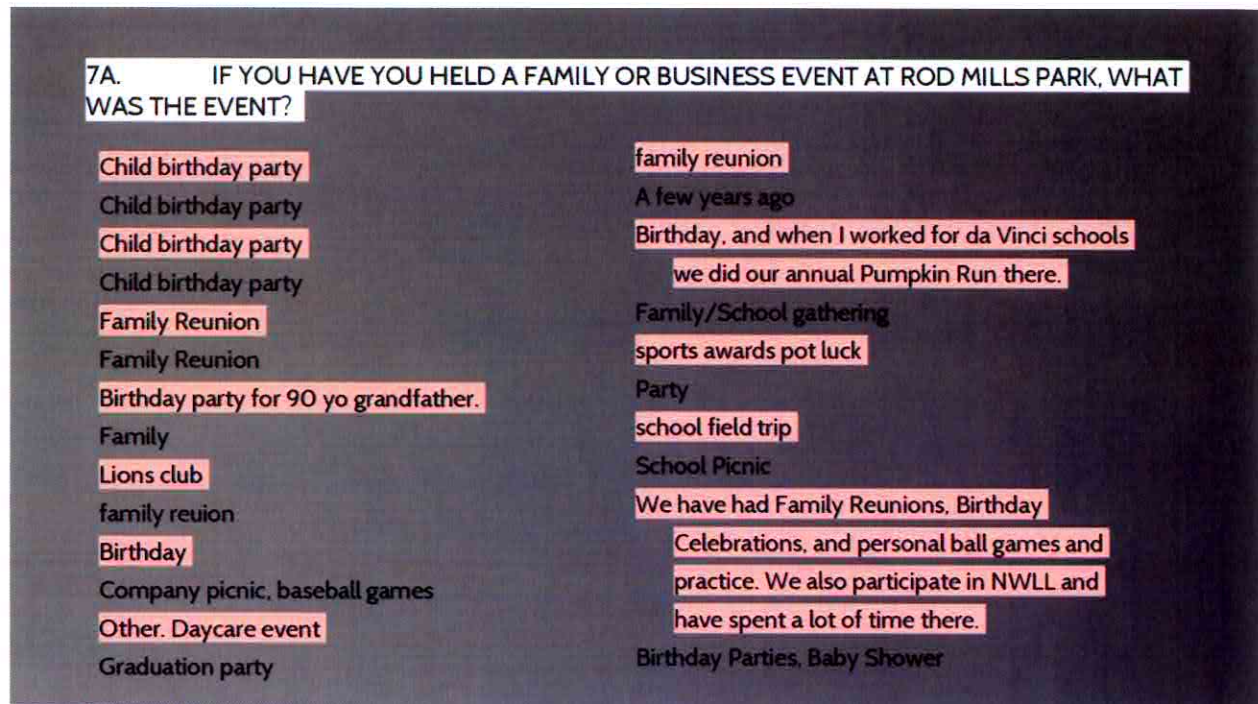 7A. IF YOU HAVE YOU HELD A FAMILY OR BUSINESS EVENT AT ROD MILLS PARK, WHAT
WAS THE EVENT?
Child birthday party
Child birthday party
Child birthday party
Child birthday party
Family Reunion
Family Reunion
Birthday party for 90 yo grandfather.
Family
Lions club
family reuion
Birthday
Company picnic, baseball games
Other. Daycare event
Graduation party
family reunion
A few years ago
Birthday, and when I worked for da Vinci schools
we did our annual Pumpkin Run there.
Family/School gathering
sports awards pot luck
Party
school field trip
School Picnic
We have had Family Reunions, Birthday
Celebrations, and personal ball games and
practice. We also participate in NWLL and
have spent a lot of time there.
Birthday Parties, Baby Shower